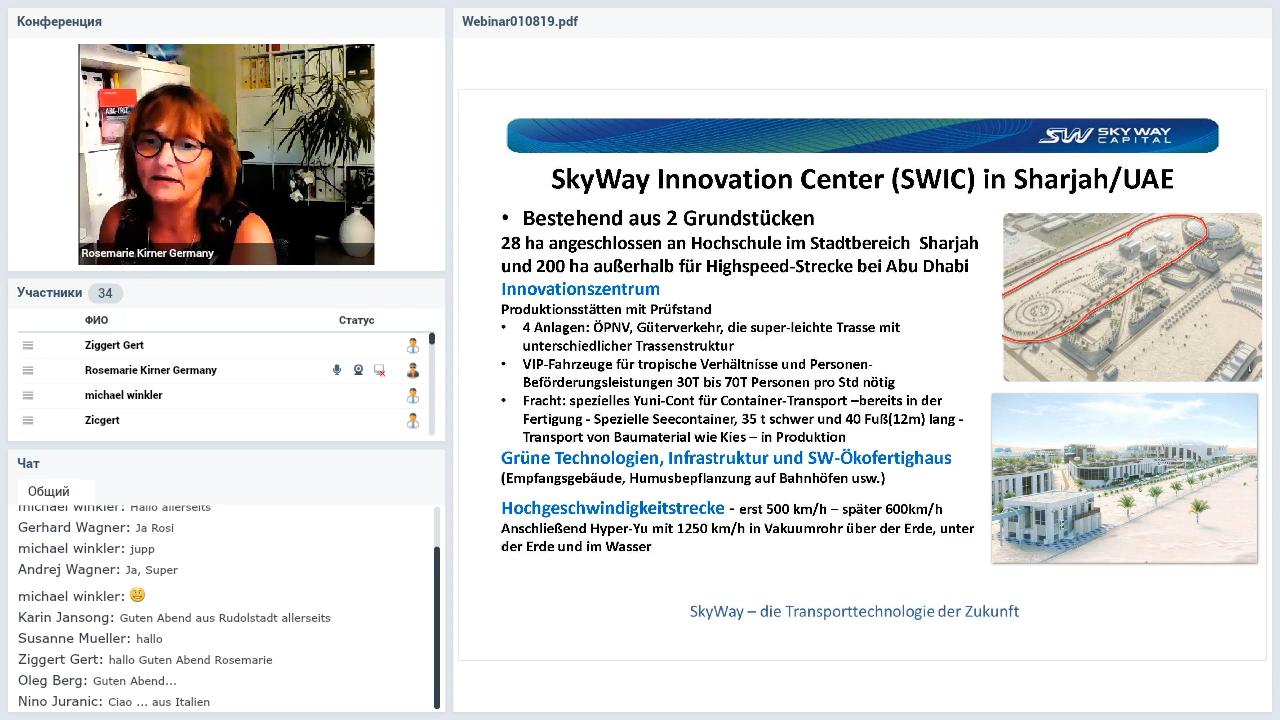 Конференция
Rosemarie Kirner Germany
Участники 34
ФИО Статус
Ziggert Gert
Rosemarie Kirner Germany
michael winkler
Zicgert
Чат
Общий
michael winkler: Hallo allerseits
Gerhard Wagner: Ja Rosi
michael winkler: jupp
Andrej Wagner: Ja, Super
michael winkler:
Karin Jansong: Guten Abend aus Rudolstadt allerseits
Susanne Mueller: hallo
Ziggert Gert: hallo Guten Abend Rosemarie
Oleg Berg: Guten Abend...
Nino Juranic: Ciao ... aus Italien
Webinar010819.pdf
SW SKY WAY
CAPITAL
SkyWay Innovation Center (SWIC) in Sharjah/UAE
• Bestehend aus 2 Grundstücken
28 ha angeschlossen an Hochschule im Stadtbereich Sharjah
und 200 ha außerhalb für Highspeed-Strecke bei Abu Dhabi
Innovationszentrum
Produktionsstätten mit Prüfstand
• 4 Anlagen: ÖPNV, Güterverkehr, die super-leichte Trasse mit
unterschiedlicher Trassenstruktur
• VIP-Fahrzeuge für tropische Verhältnisse und Personen-
Beförderungsleistungen 30T bis 70T Personen pro Std nötig
• Fracht: spezielles Yuni-Cont für Container-Transport –bereits in der
Fertigung - Spezielle Seecontainer, 35 t schwer und 40 Fuß(12m) lang -
Transport von Baumaterial wie Kies – in Produktion
Grüne Technologien, Infrastruktur und SW-Ökofertighaus
(Empfangsgebäude, Humusbepflanzung auf Bahnhöfen usw.)
Hochgeschwindigkeitstrecke - erst 500 km/h – später 600km/h
Anschließend Hyper-Yu mit 1250 km/h in Vakuumrohr über der Erde, unter
der Erde und im Wasser
SkyWay – die Transporttechnologie der Zukunft